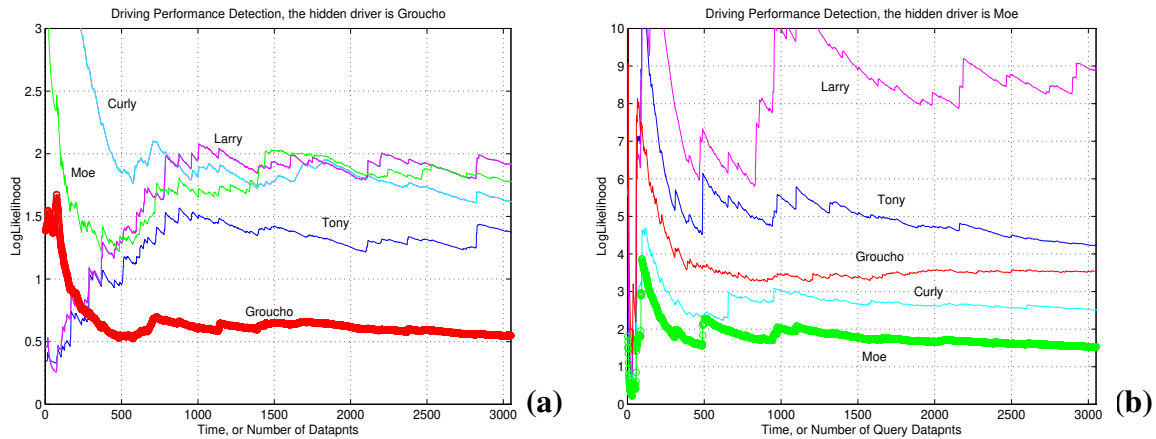 Driving Performance Detection, the hidden driver is Groucho
3
2.5
2
1.5
1
0.5
0
LogLikelihood
Curly
Larry
Moe
Tony
Groucho
0 500 1000 1500 2000 2500 3000
Time, or Number of Datapnts
(a)
Driving Performance Detection, the hidden driver is Moe
10
9
8
7
6
5
4
3
2
1
0
LogLikelihood
Larry
Tony
Groucho
Curly
Moe
0 500 1000 1500 2000 2500 3000
Time, or Number of Query Datapnts
(b)